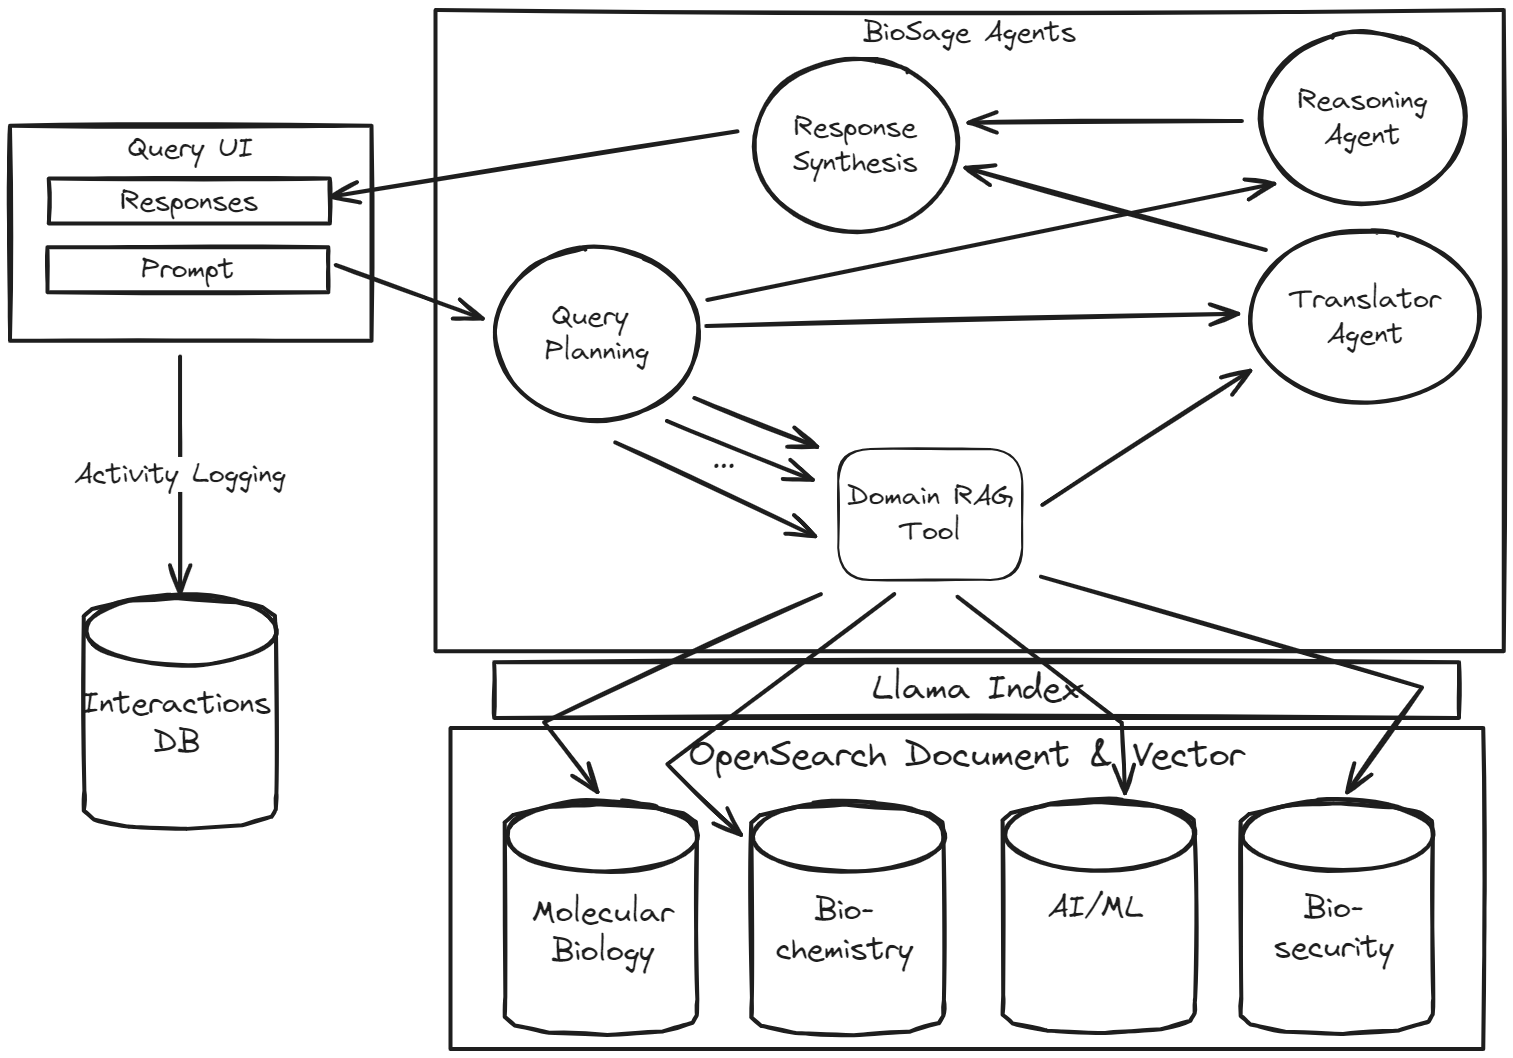 BioSage Agents
Query UI
Responses
Prompt
Response
Synthesis
Reasoning
Agent
Query
Planning
Translator
Agent
Activity Logging
...
Domain RAG
Tool
Interactions
DB
Llama Index
OpenSearch Document & Vector
Molecular
Biology
Bio-
chemistry
AI/ML
Bio-
security